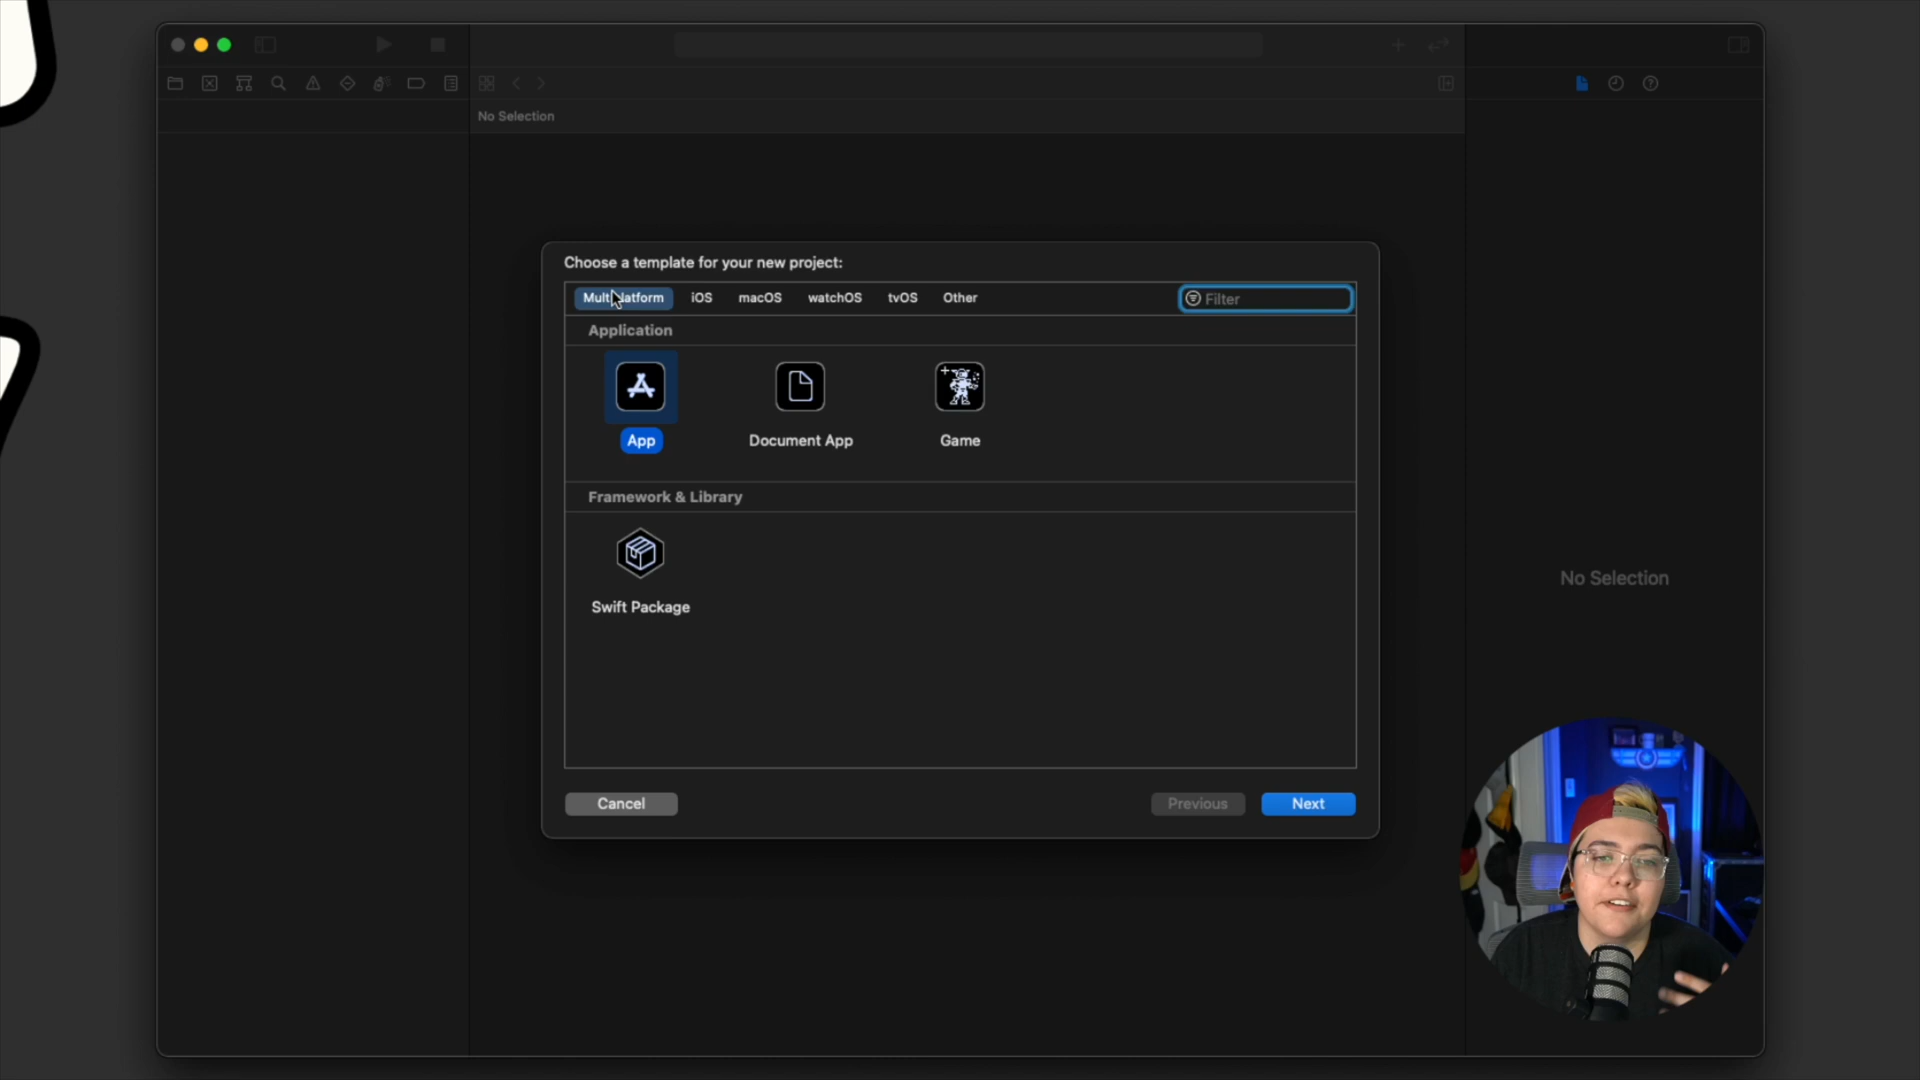 No Selection
Choose a template for your new project:
Multiplatform iOS macOS watchOS tvOS Other Filter
Application
App Document App Game
Framework & Library
Swift Package
No Selection
Cancel Previous Next